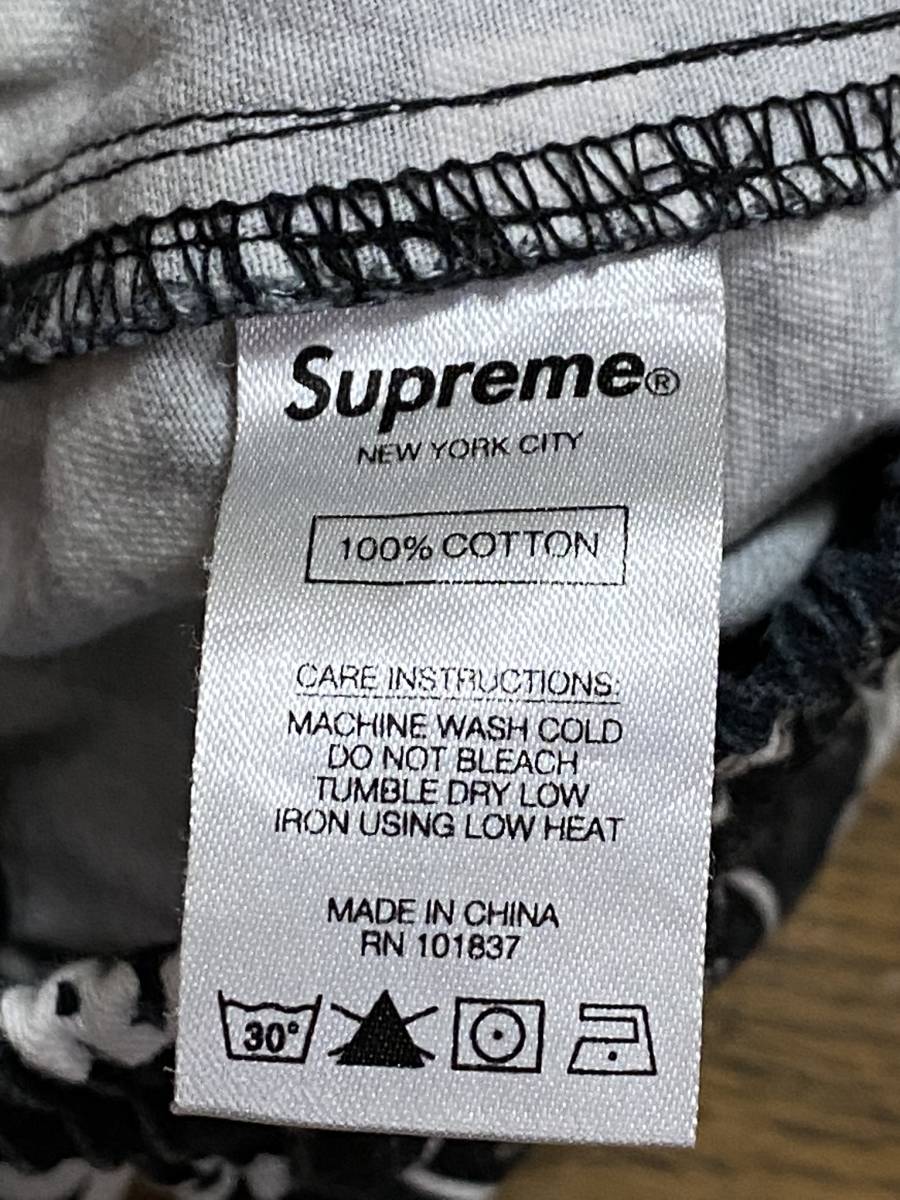 Supreme®
NEW YORK CITY
100% COTTON
CARE INSTRUCTIONS:
MACHINE WASH COLD
DO NOT BLEACH
TUMBLE DRY LOW
IRON USING LOW HEAT
MADE IN CHINA
RN 101837
30°